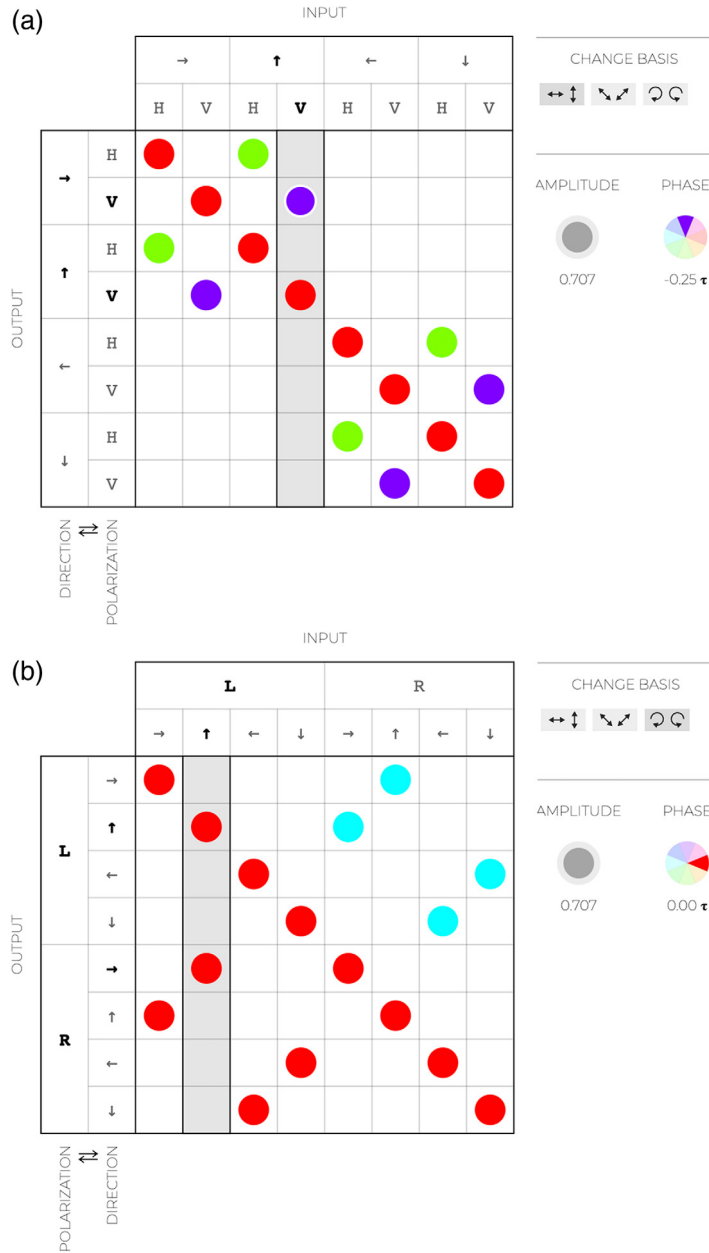 (a)
INPUT
→ ↑ ← ↓
H V H V H V H V
CHANGE BASIS
AMPLITUDE PHASE
0.707 -0.25 τ
OUTPUT
→ H
V
↑ H
V
← H
V
↓ H
V
DIRECTION ⇄ POLARIZATION
(b)
INPUT
L R
→ ↑ ← ↓ → ↑ ← ↓
CHANGE BASIS
AMPLITUDE PHASE
0.707 0.00 τ
OUTPUT
L →
↑
←
↓
R →
↑
←
↓
POLARIZATION ⇄ DIRECTION